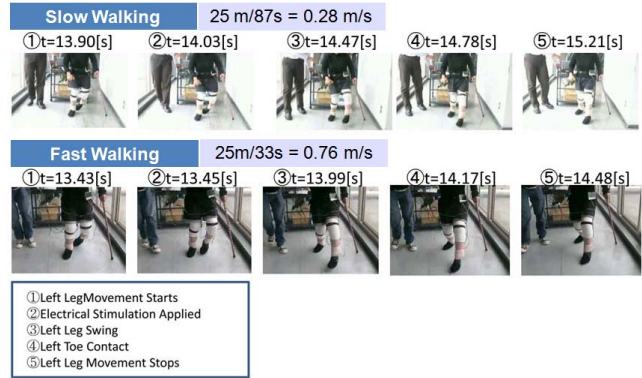 Slow Walking 25 m/87s = 0.28 m/s
①t=13.90[s] ②t=14.03[s] ③t=14.47[s] ④t=14.78[s] ⑤t=15.21[s]
Fast Walking 25m/33s = 0.76 m/s
①t=13.43[s] ②t=13.45[s] ③t=13.99[s] ④t=14.17[s] ⑤t=14.48[s]
①Left LegMovement Starts
②Electrical Stimulation Applied
③Left Leg Swing
④Left Toe Contact
⑤Left Leg Movement Stops